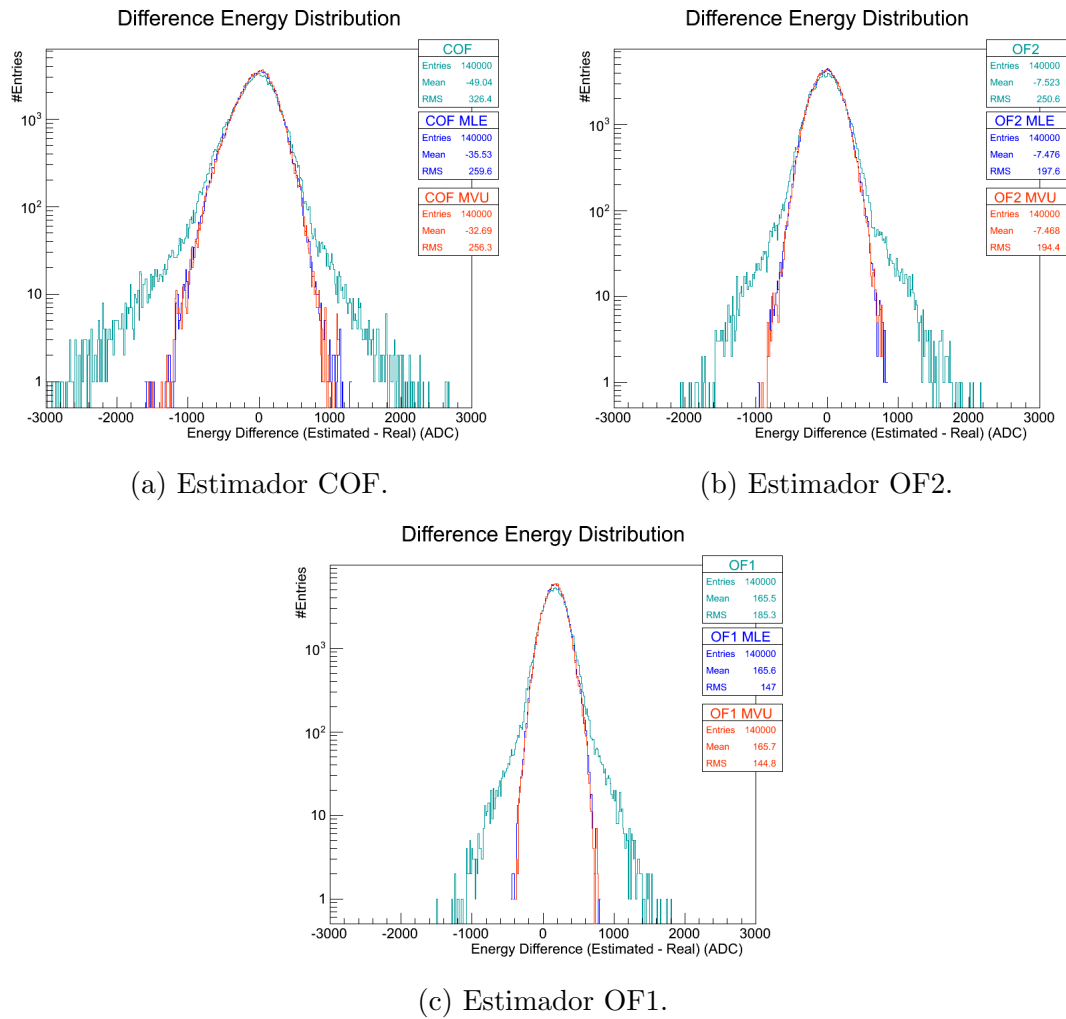 Difference Energy Distribution
#Entries
10³
10²
10
1
-3000 -2000 -1000 0 1000 2000 3000
Energy Difference (Estimated - Real) (ADC)
COF
Entries 140000
Mean -49.04
RMS 326.4
COF MLE
Entries 140000
Mean -35.53
RMS 259.6
COF MVU
Entries 140000
Mean -32.69
RMS 256.3
(a) Estimador COF.
Difference Energy Distribution
#Entries
10³
10²
10
1
-3000 -2000 -1000 0 1000 2000 3000
Energy Difference (Estimated - Real) (ADC)
OF2
Entries 140000
Mean -7.523
RMS 250.6
OF2 MLE
Entries 140000
Mean -7.476
RMS 197.6
OF2 MVU
Entries 140000
Mean -7.468
RMS 194.4
(b) Estimador OF2.
Difference Energy Distribution
#Entries
10³
10²
10
1
-3000 -2000 -1000 0 1000 2000 3000
Energy Difference (Estimated - Real) (ADC)
OF1
Entries 140000
Mean 165.5
RMS 185.3
OF1 MLE
Entries 140000
Mean 165.6
RMS 147
OF1 MVU
Entries 140000
Mean 165.7
RMS 144.8
(c) Estimador OF1.